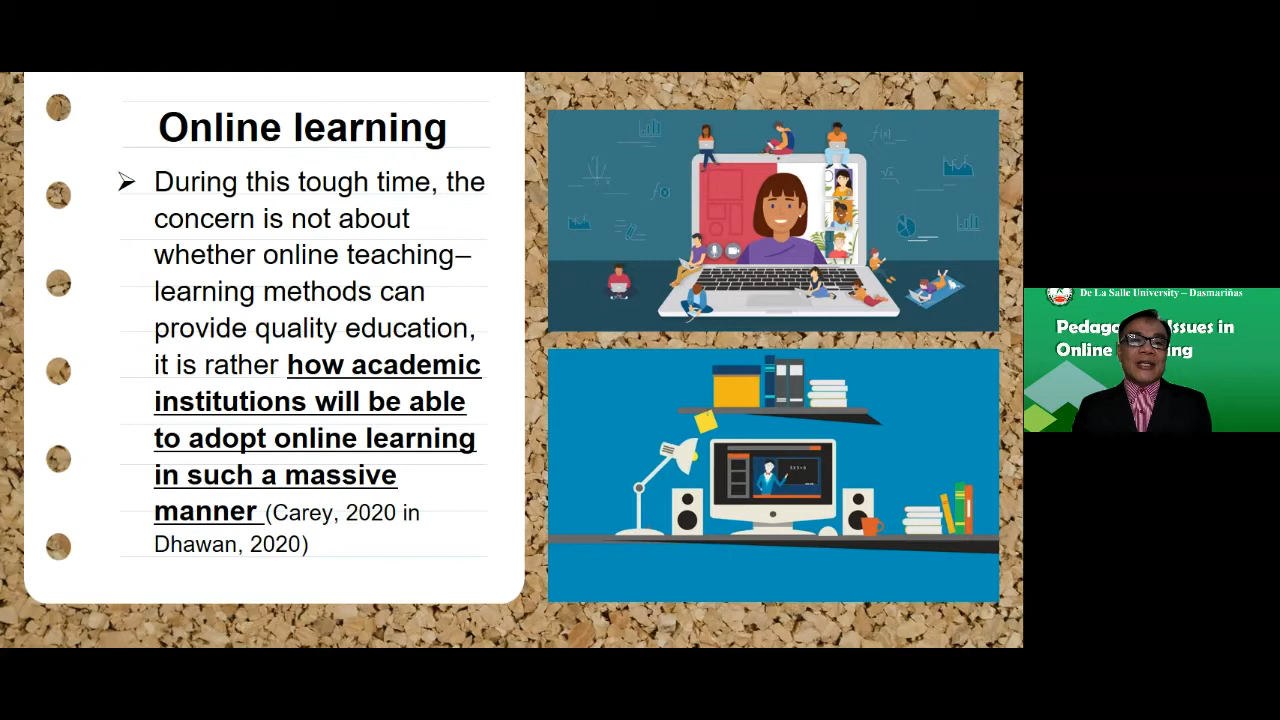 Online learning
➢ During this tough time, the
concern is not about
whether online teaching–
learning methods can
provide quality education,
it is rather how academic
institutions will be able
to adopt online learning
in such a massive
manner (Carey, 2020 in
Dhawan, 2020)
De La Salle University – Dasmariñas
Issues in
Online